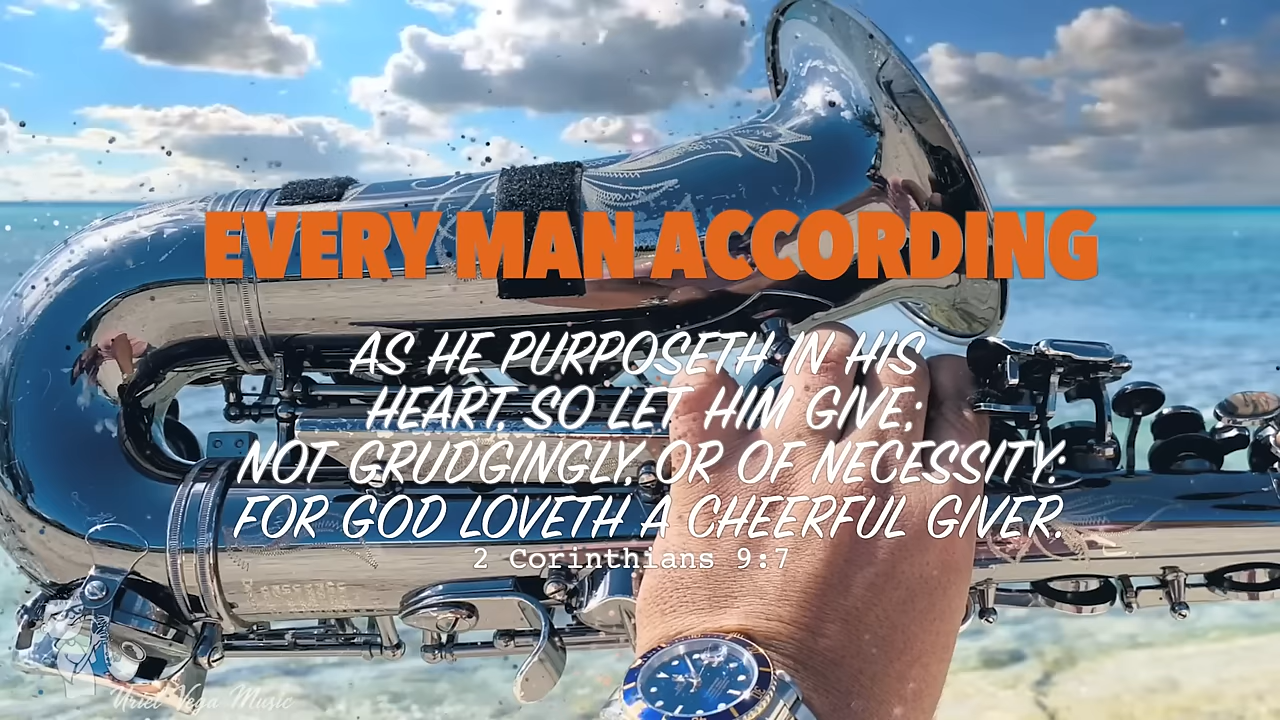 EVERY MAN ACCORDING
AS HE PURPOSETH IN HIS
HEART, SO LET HIM GIVE;
NOT GRUDGINGLY, OR OF NECESSITY:
FOR GOD LOVETH A CHEERFUL GIVER.
2 Corinthians 9:7
Uriel Vega Music